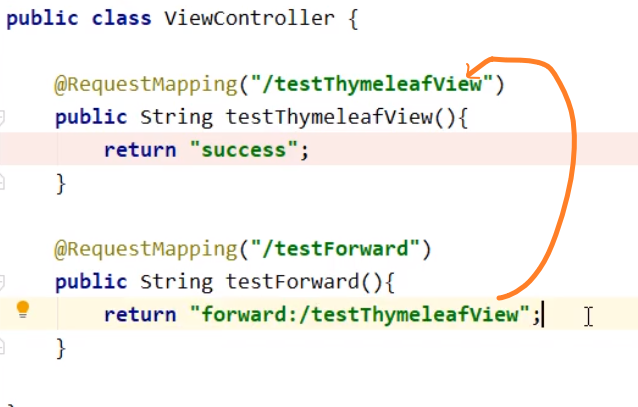 public class ViewController {
@RequestMapping("/testThymeleafView")
public String testThymeleafView(){
return "success";
}
@RequestMapping("/testForward")
public String testForward(){
return "forward:/testThymeleafView";
}